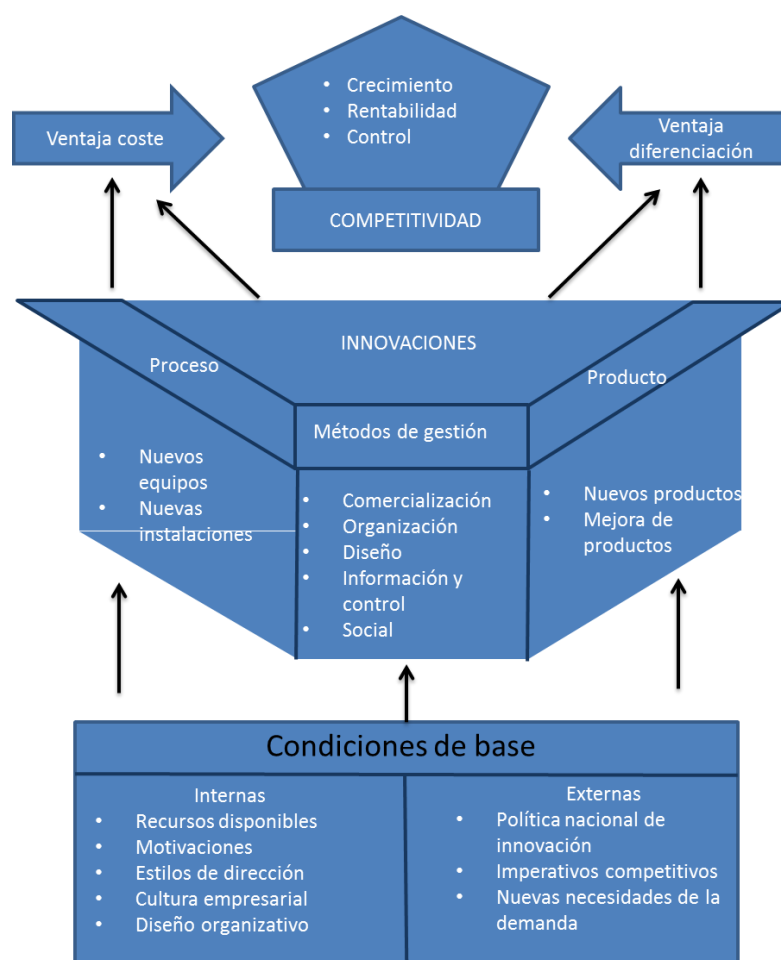 • Crecimiento
• Rentabilidad
• Control
Ventaja coste
Ventaja
diferenciación
COMPETITIVIDAD
INNOVACIONES
Proceso
Producto
Métodos de gestión
• Nuevos
equipos
• Nuevas
instalaciones
• Comercialización
• Organización
• Diseño
• Información y
control
• Social
• Nuevos productos
• Mejora de
productos
Condiciones de base
Internas
• Recursos disponibles
• Motivaciones
• Estilos de dirección
• Cultura empresarial
• Diseño organizativo
Externas
• Política nacional de
innovación
• Imperativos competitivos
• Nuevas necesidades de la
demanda